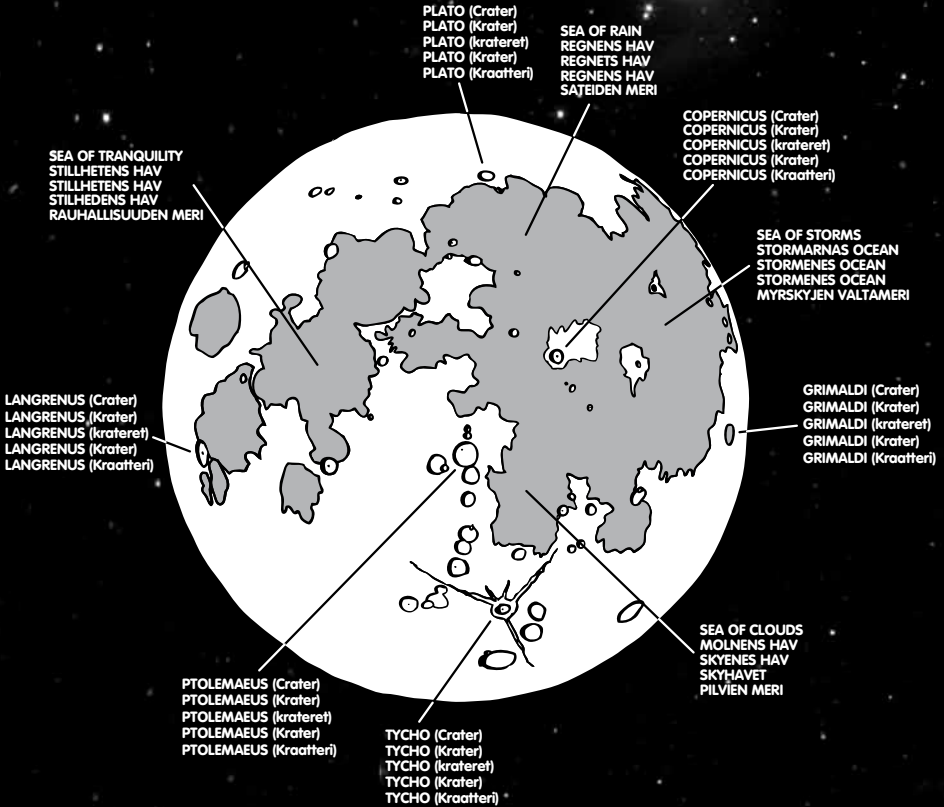 PLATO (Crater)
PLATO (Krater)
PLATO (krateret)
PLATO (Krater)
PLATO (Kraatteri)
SEA OF RAIN
REGNENS HAV
REGNETS HAV
REGNENS HAV
SATEIDEN MERI
COPERNICUS (Crater)
COPERNICUS (Krater)
COPERNICUS (krateret)
COPERNICUS (Krater)
COPERNICUS (Kraatteri)
SEA OF TRANQUILITY
STILLHETENS HAV
STILLHETENS HAV
STILHEDENS HAV
RAUHALLISUUDEN MERI
SEA OF STORMS
STORMARNAS OCEAN
STORMENES OCEAN
STORMENES OCEAN
MYRSKYJEN VALTAMERI
LANGRENUS (Crater)
LANGRENUS (Krater)
LANGRENUS (krateret)
LANGRENUS (Krater)
LANGRENUS (Kraatteri)
GRIMALDI (Crater)
GRIMALDI (Krater)
GRIMALDI (krateret)
GRIMALDI (Krater)
GRIMALDI (Kraatteri)
SEA OF CLOUDS
MOLNENS HAV
SKYENES HAV
SKYHAVET
PILVIEN MERI
PTOLEMAEUS (Crater)
PTOLEMAEUS (Krater)
PTOLEMAEUS (krateret)
PTOLEMAEUS (Krater)
PTOLEMAEUS (Kraatteri)
TYCHO (Crater)
TYCHO (Krater)
TYCHO (krateret)
TYCHO (Krater)
TYCHO (Kraatteri)